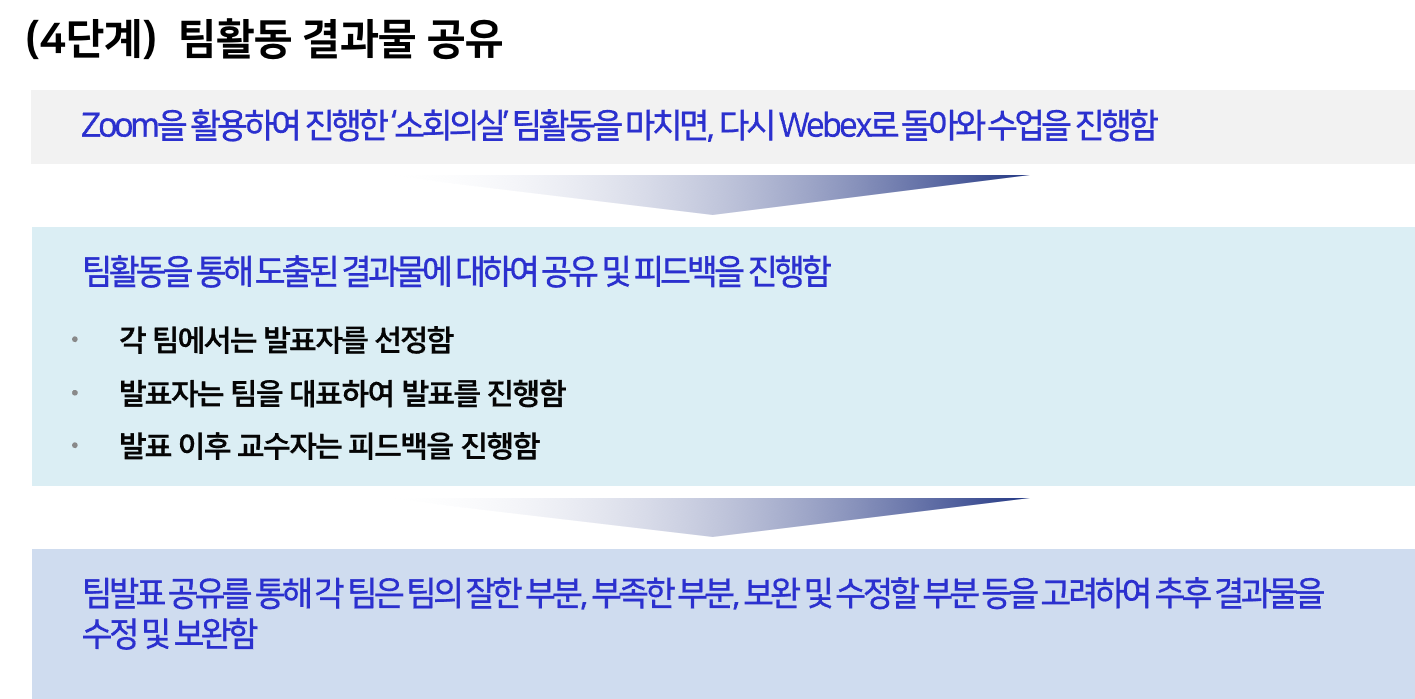 (4단계) 팀활동 결과물 공유
Zoom을 활용하여 진행한 ‘소회의실’ 팀활동을 마치면, 다시 Webex로 돌아와 수업을 진행함
팀활동을 통해 도출된 결과물에 대하여 공유 및 피드백을 진행함
• 각 팀에서는 발표자를 선정함
• 발표자는 팀을 대표하여 발표를 진행함
• 발표 이후 교수자는 피드백을 진행함
팀발표 공유를 통해 각 팀은 팀의 잘한 부분, 부족한 부분, 보완 및 수정할 부분 등을 고려하여 추후 결과물을
수정 및 보완함